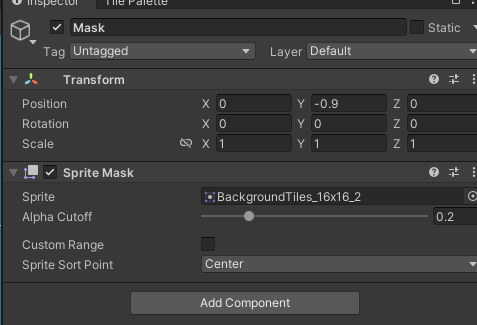 Inspector Tile Palette
Mask Static
Tag Untagged Layer Default
Transform
Position X 0 Y -0.9 Z 0
Rotation X 0 Y 0 Z 0
Scale X 1 Y 1 Z 1
Sprite Mask
Sprite BackgroundTiles_16x16_2
Alpha Cutoff 0.2
Custom Range
Sprite Sort Point Center
Add Component